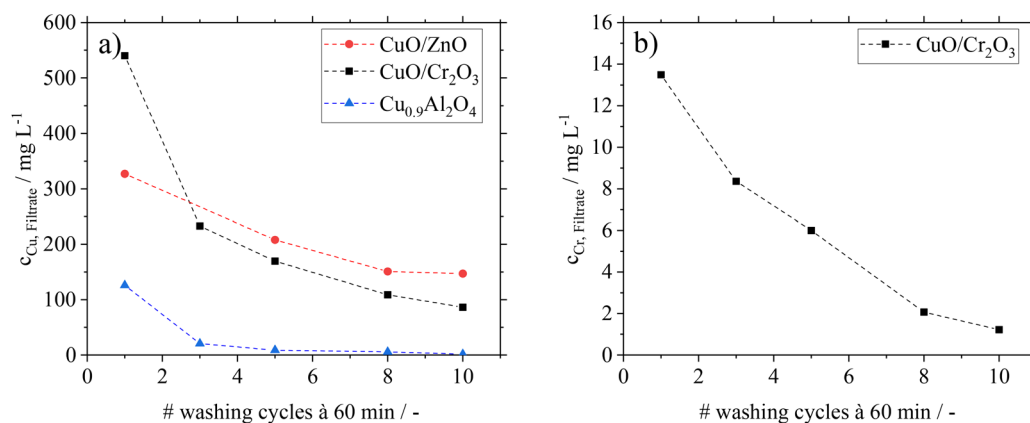 a)
CuO/ZnO
CuO/Cr₂O₃
Cu₀.₉Al₂O₄
600
500
400
300
200
100
0
c_Cu, Filtrate / mg L⁻¹
0 2 4 6 8 10
# washing cycles à 60 min / -
b)
CuO/Cr₂O₃
16
14
12
10
8
6
4
2
0
c_Cr, Filtrate / mg L⁻¹
0 2 4 6 8 10
# washing cycles à 60 min / -